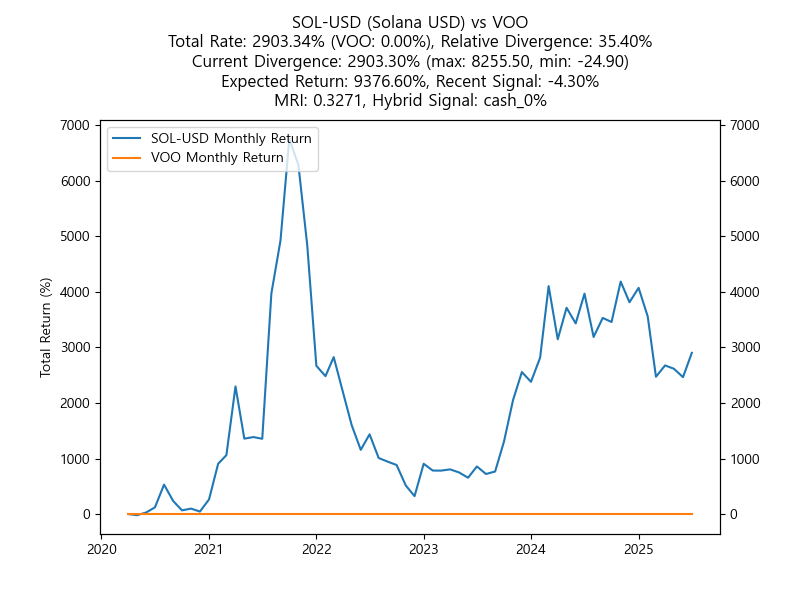 SOL-USD (Solana USD) vs VOO
Total Rate: 2903.34% (VOO: 0.00%), Relative Divergence: 35.40%
Current Divergence: 2903.30% (max: 8255.50, min: -24.90)
Expected Return: 9376.60%, Recent Signal: -4.30%
MRI: 0.3271, Hybrid Signal: cash_0%
SOL-USD Monthly Return
VOO Monthly Return
Total Return (%)
7000
6000
5000
4000
3000
2000
1000
0
7000
6000
5000
4000
3000
2000
1000
0
2020 2021 2022 2023 2024 2025